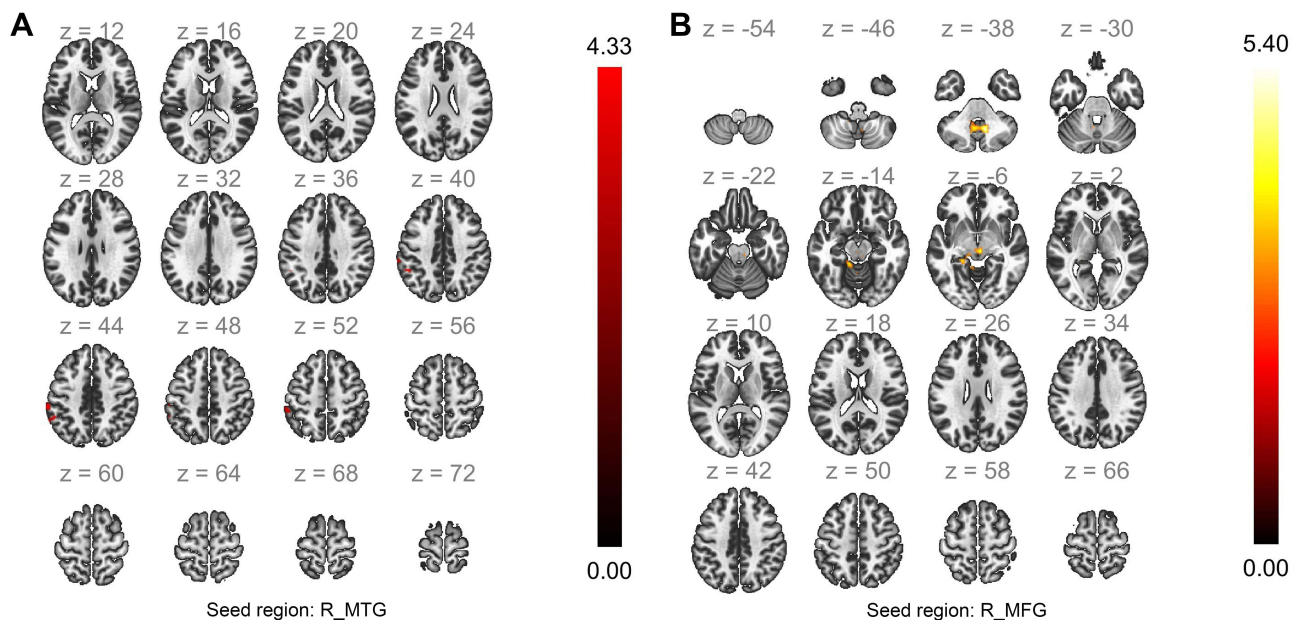 A
z = 12 z = 16 z = 20 z = 24
4.33
z = 28 z = 32 z = 36 z = 40
z = 44 z = 48 z = 52 z = 56
z = 60 z = 64 z = 68 z = 72
0.00
Seed region: R_MTG
B
z = -54 z = -46 z = -38 z = -30
5.40
z = -22 z = -14 z = -6 z = 2
z = 10 z = 18 z = 26 z = 34
z = 42 z = 50 z = 58 z = 66
0.00
Seed region: R_MFG